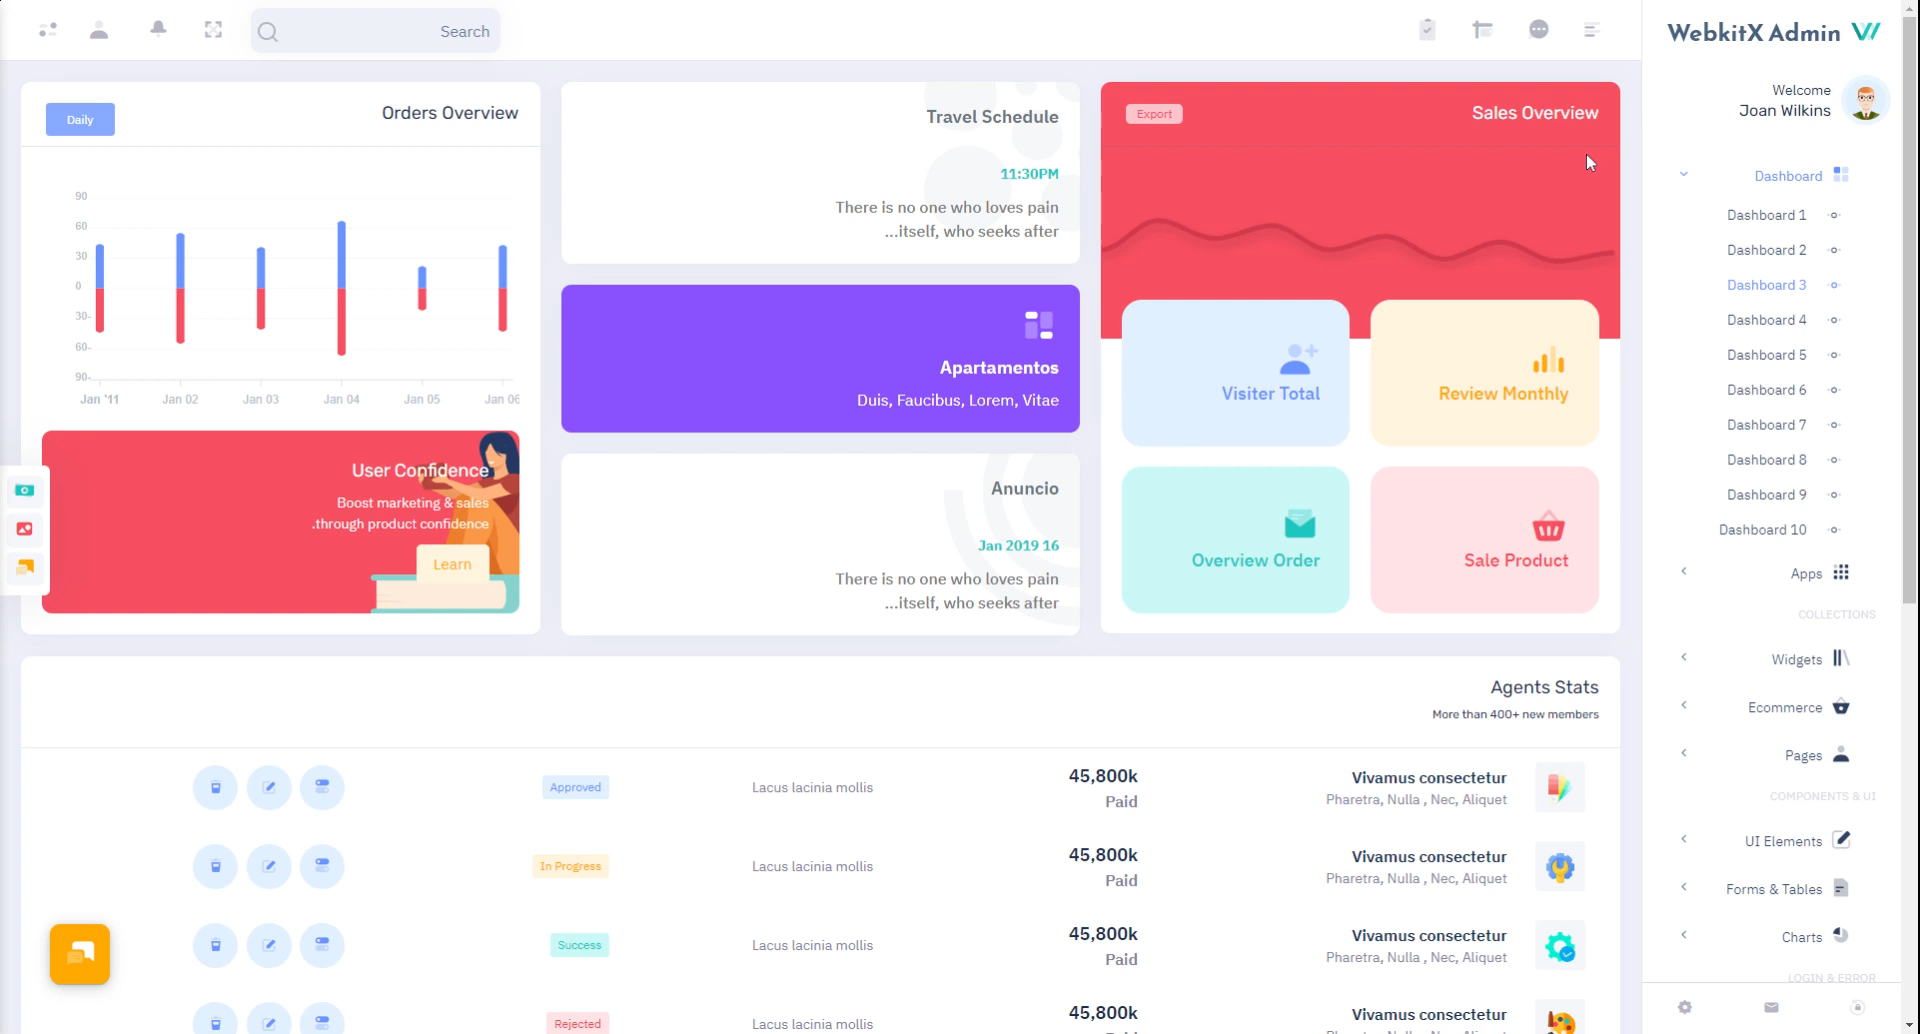 Search
WebkitX Admin
Welcome
Joan Wilkins
Dashboard
Dashboard 1
Dashboard 2
Dashboard 3
Dashboard 4
Dashboard 5
Dashboard 6
Dashboard 7
Dashboard 8
Dashboard 9
Dashboard 10
Apps
COLLECTIONS
Widgets
Ecommerce
Pages
COMPONENTS & UI
UI Elements
Forms & Tables
Charts
LOGIN & ERROR
Daily
Orders Overview
90
60
30
0
30-
60-
90-
Jan '11 Jan 02 Jan 03 Jan 04 Jan 05 Jan 06
User Confidence
Boost marketing & sales
.through product confidence
Learn
Travel Schedule
11:30PM
There is no one who loves pain
...itself, who seeks after
Apartamentos
Duis, Faucibus, Lorem, Vitae
Anuncio
Jan 2019 16
There is no one who loves pain
...itself, who seeks after
Export
Sales Overview
Visiter Total
Review Monthly
Overview Order
Sale Product
Agents Stats
More than 400+ new members
Approved
Lacus lacinia mollis
45,800k
Paid
Vivamus consectetur
Pharetra, Nulla , Nec, Aliquet
In Progress
Lacus lacinia mollis
45,800k
Paid
Vivamus consectetur
Pharetra, Nulla , Nec, Aliquet
Success
Lacus lacinia mollis
45,800k
Paid
Vivamus consectetur
Pharetra, Nulla , Nec, Aliquet
Rejected
Lacus lacinia mollis
45,800k
Vivamus consectetur